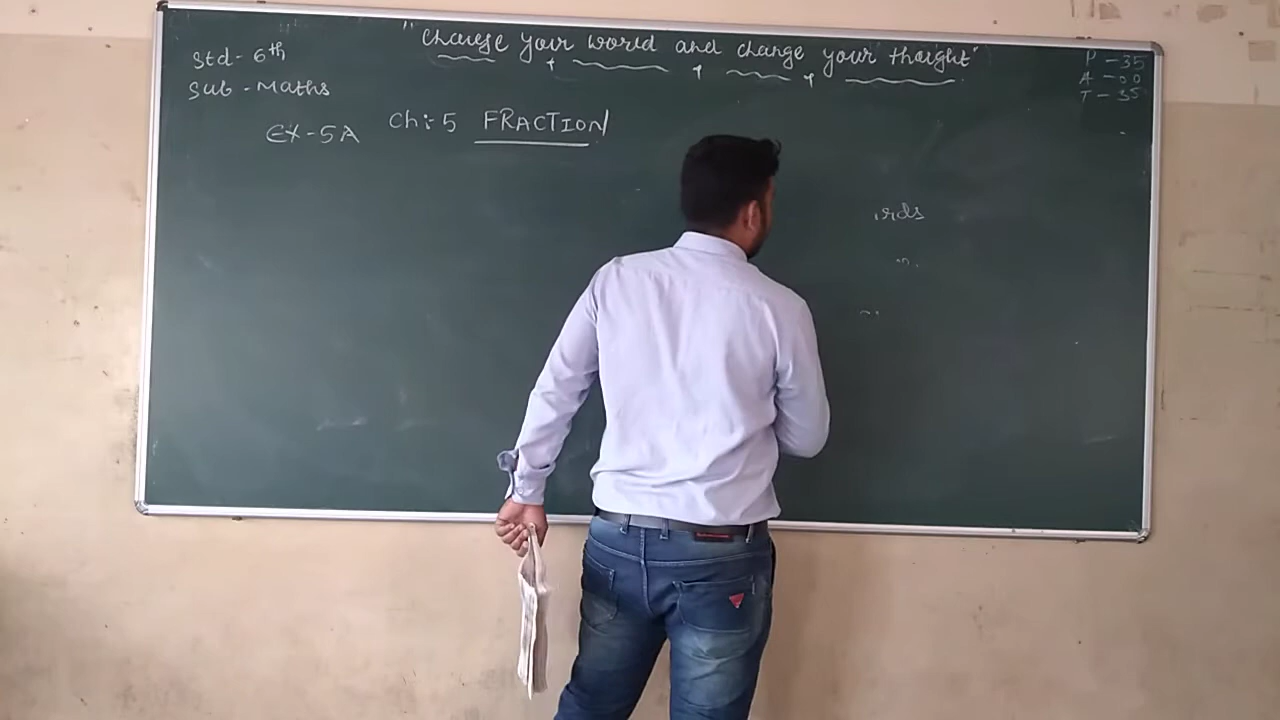 "Change your world and change your thought"
Std - 6th
Sub - Maths
P - 35
A - 00
T - 35
Ex - 5A
Ch: 5 FRACTION
rds